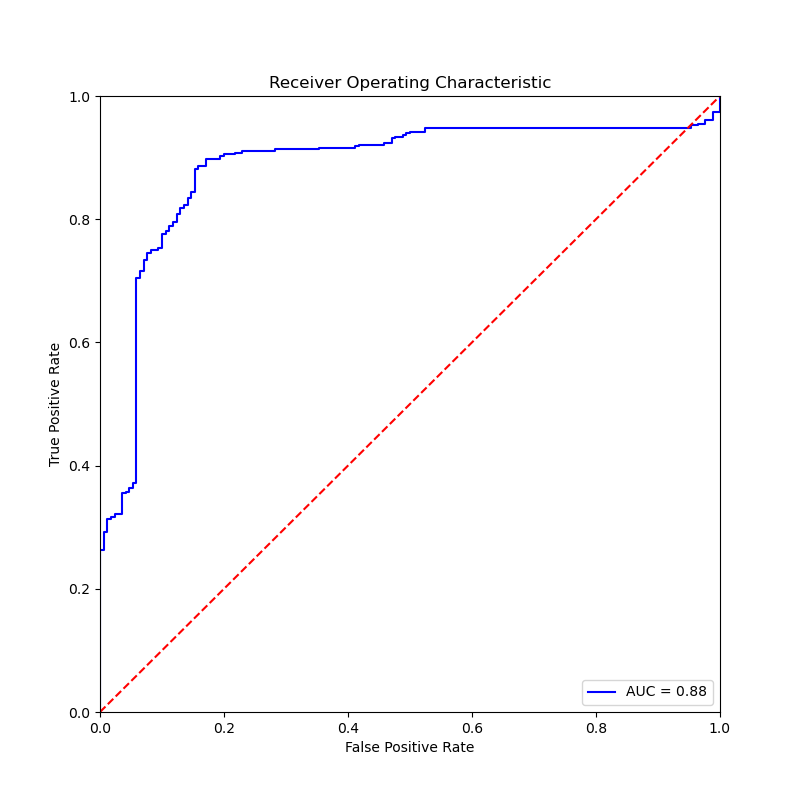 Receiver Operating Characteristic
1.0
0.8
0.6
0.4
0.2
0.0
True Positive Rate
AUC = 0.88
0.0 0.2 0.4 0.6 0.8 1.0
False Positive Rate